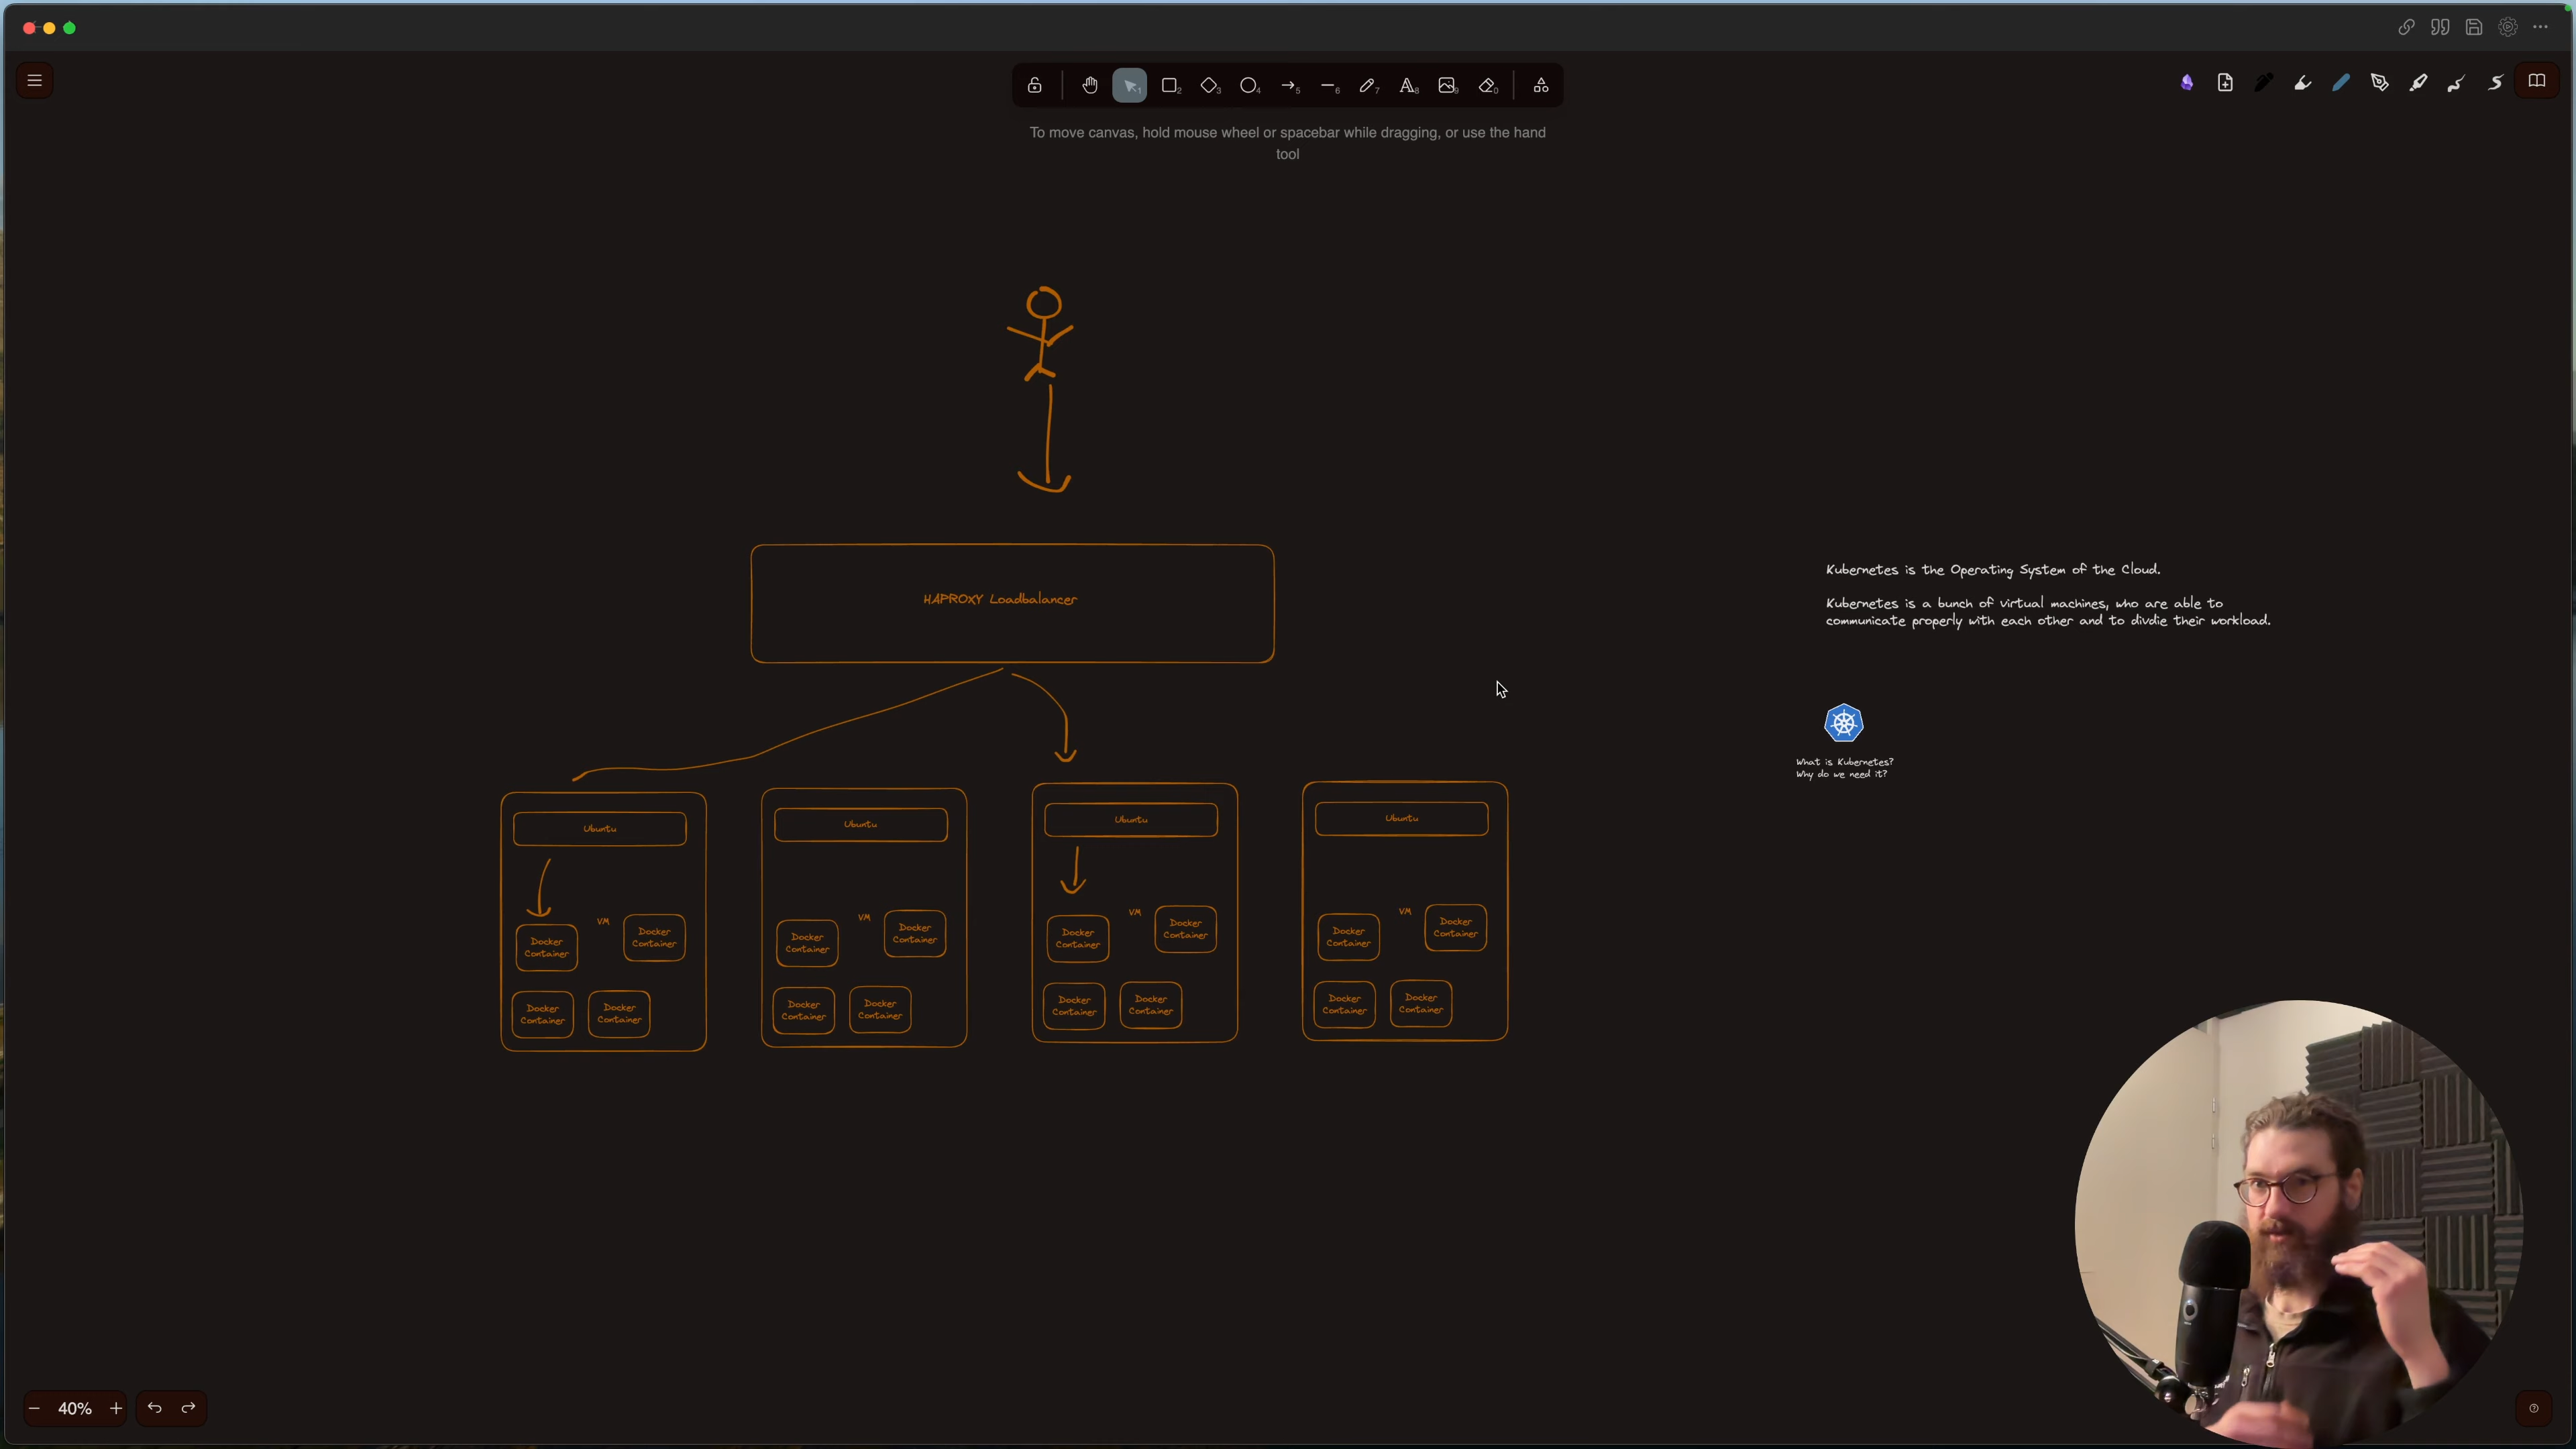 To move canvas, hold mouse wheel or spacebar while dragging, or use the hand
tool
HAPROXY Loadbalancer
Kubernetes is the Operating System of the Cloud.
Kubernetes is a bunch of virtual machines, who are able to
communicate properly with each other and to divdie their workload.
What is Kubernetes?
Why do we need it?
Ubuntu
VM
Docker
Container
Docker
Container
Docker
Container
Docker
Container
Ubuntu
VM
Docker
Container
Docker
Container
Docker
Container
Docker
Container
Ubuntu
VM
Docker
Container
Docker
Container
Docker
Container
Docker
Container
Ubuntu
VM
Docker
Container
Docker
Container
Docker
Container
Docker
Container
40%